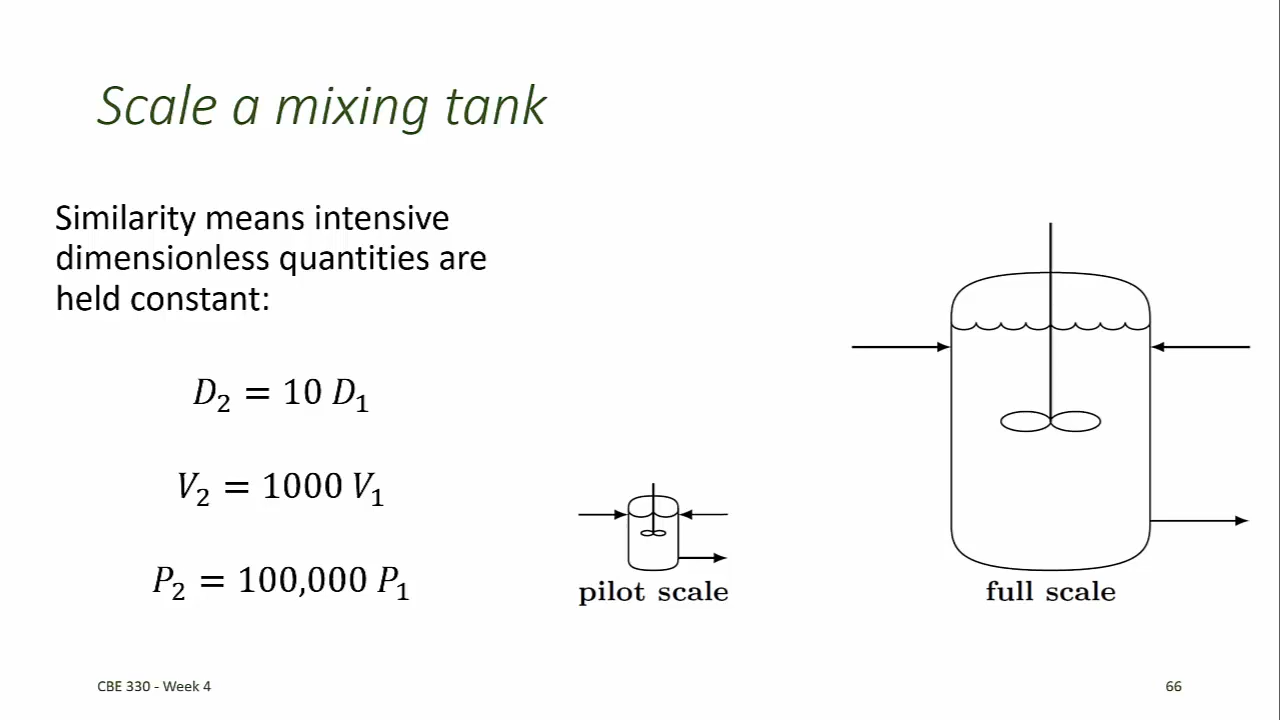 Scale a mixing tank
Similarity means intensive
dimensionless quantities are
held constant:
D₂ = 10 D₁
V₂ = 1000 V₁
P₂ = 100,000 P₁
pilot scale
full scale
CBE 330 - Week 4
66